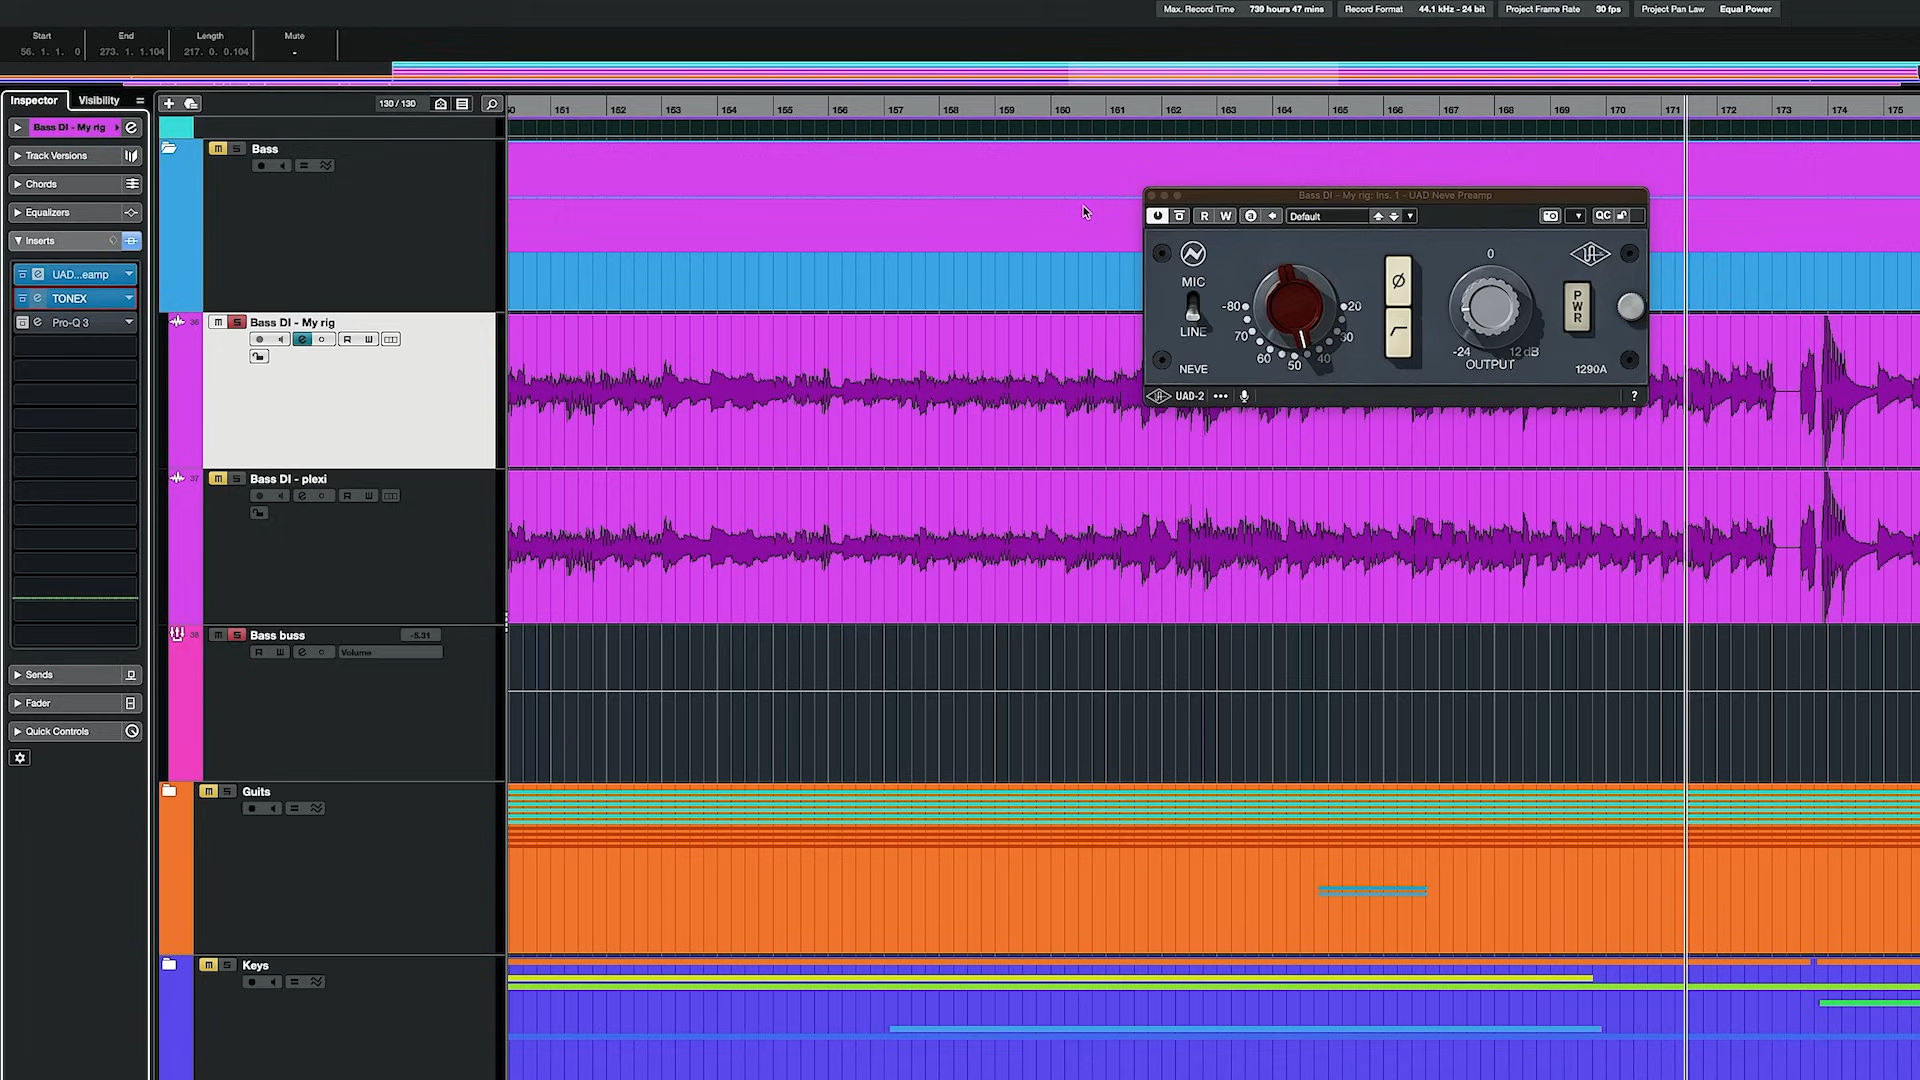 Max. Record Time 739 hours 47 mins Record Format 44.1 kHz - 24 bit Project Frame Rate 30 fps Project Pan Law Equal Power
Start End Length Mute
56. 1. 1. 0 273. 1. 1.104 217. 0. 0.104 -
Inspector Visibility 130 / 130
151 152 153 154 155 156 157 158 159 160 161 162 163 164 165 166 167 168 169 170 171 172 173 174 175
Bass DI - My rig
Track Versions
Chords
Equalizers
Inserts
UAD...eamp
TONEX
Pro-Q 3
Sends
Fader
Quick Controls
m S Bass
36 m S Bass DI - My rig
e R W
37 m S Bass DI - plexi
e R W
38 m S Bass buss -5.31
R W e Volume
m S Guits
m S Keys
Bass DI - My rig: Ins. 1 - UAD Neve Preamp
R W Default QC
MIC
LINE
NEVE
-80 70 60 50 40 30 20
Ø
0
-24 12 dB
OUTPUT
PWR
1290A
UAD-2 ••• ?